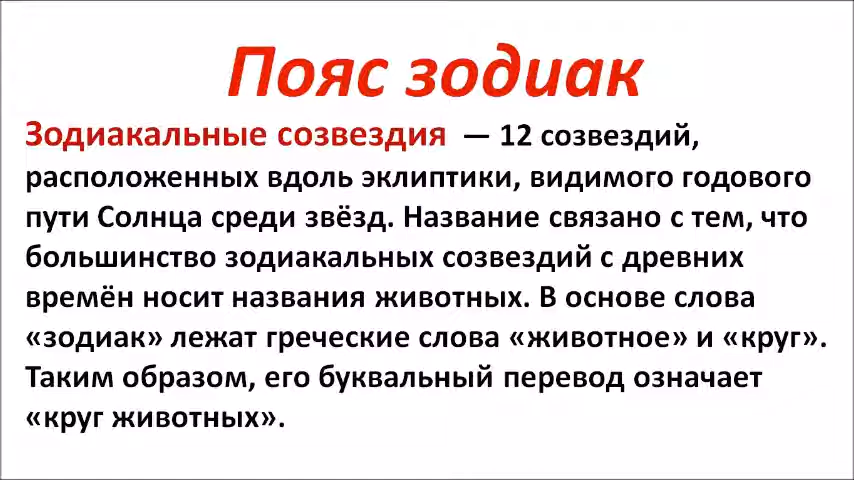 Пояс зодиак
Зодиакальные созвездия — 12 созвездий,
расположенных вдоль эклиптики, видимого годового
пути Солнца среди звёзд. Название связано с тем, что
большинство зодиакальных созвездий с древних
времён носит названия животных. В основе слова
«зодиак» лежат греческие слова «животное» и «круг».
Таким образом, его буквальный перевод означает
«круг животных».